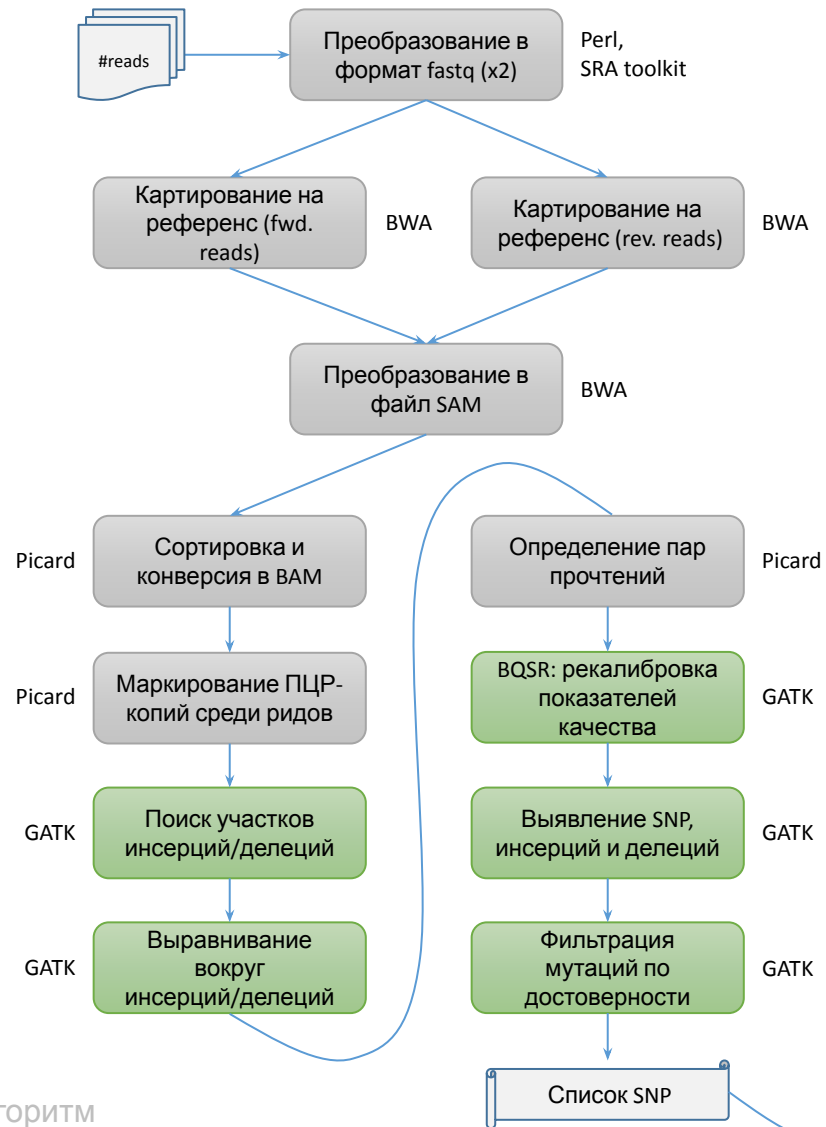 #reads
Преобразование в
формат fastq (x2)
Perl,
SRA toolkit
Картирование на
референс (fwd.
reads)
BWA
Картирование на
референс (rev. reads)
BWA
Преобразование в
файл SAM
BWA
Picard
Сортировка и
конверсия в BAM
Определение пар
прочтений
Picard
Picard
Маркирование ПЦР-
копий среди ридов
BQSR: рекалибровка
показателей
качества
GATK
GATK
Поиск участков
инсерций/делеций
Выявление SNP,
инсерций и делеций
GATK
GATK
Выравнивание
вокруг
инсерций/делеций
Фильтрация
мутаций по
достоверности
GATK
Список SNP
горитм